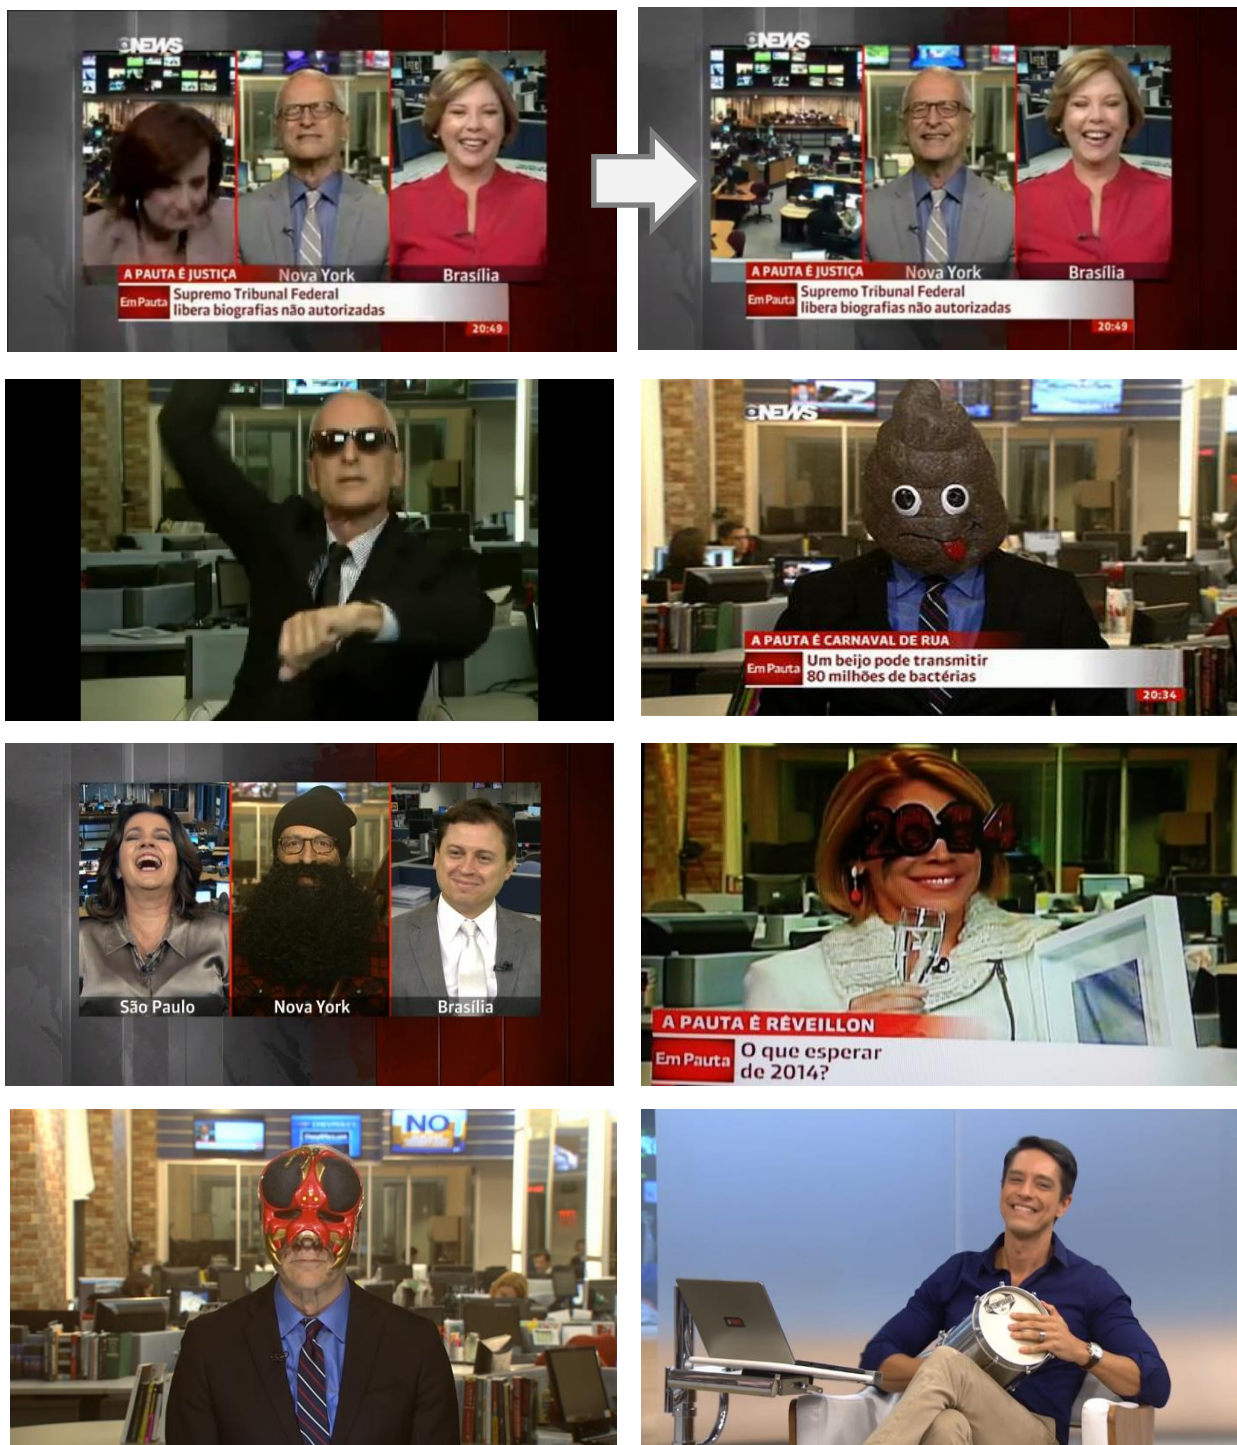 NEWS
A PAUTA É JUSTIÇA
Nova York
Brasília
Em Pauta
Supremo Tribunal Federal
libera biografias não autorizadas
20:49
NEWS
A PAUTA É JUSTIÇA
Nova York
Brasília
Em Pauta
Supremo Tribunal Federal
libera biografias não autorizadas
20:49
NEWS
A PAUTA É CARNAVAL DE RUA
Em Pauta
Um beijo pode transmitir
80 milhões de bactérias
20:34
São Paulo
Nova York
Brasília
2014
A PAUTA É RÉVEILLON
Em Pauta
O que esperar
de 2014?
NO